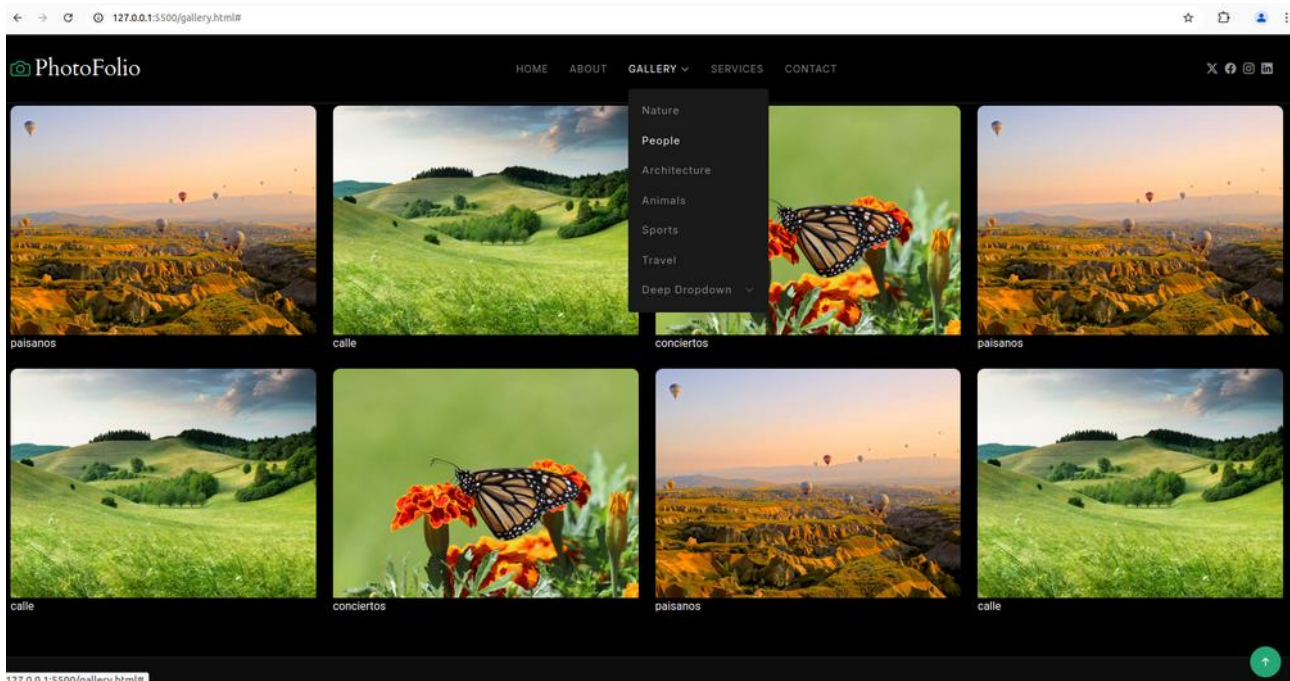 127.0.0.1:5500/gallery.html#
PhotoFolio
HOME ABOUT GALLERY SERVICES CONTACT
Nature
People
Architecture
Animals
Sports
Travel
Deep Dropdown
paisanos calle conciertos paisanos
calle conciertos paisanos calle
127.0.0.1:5500/gallery.html#